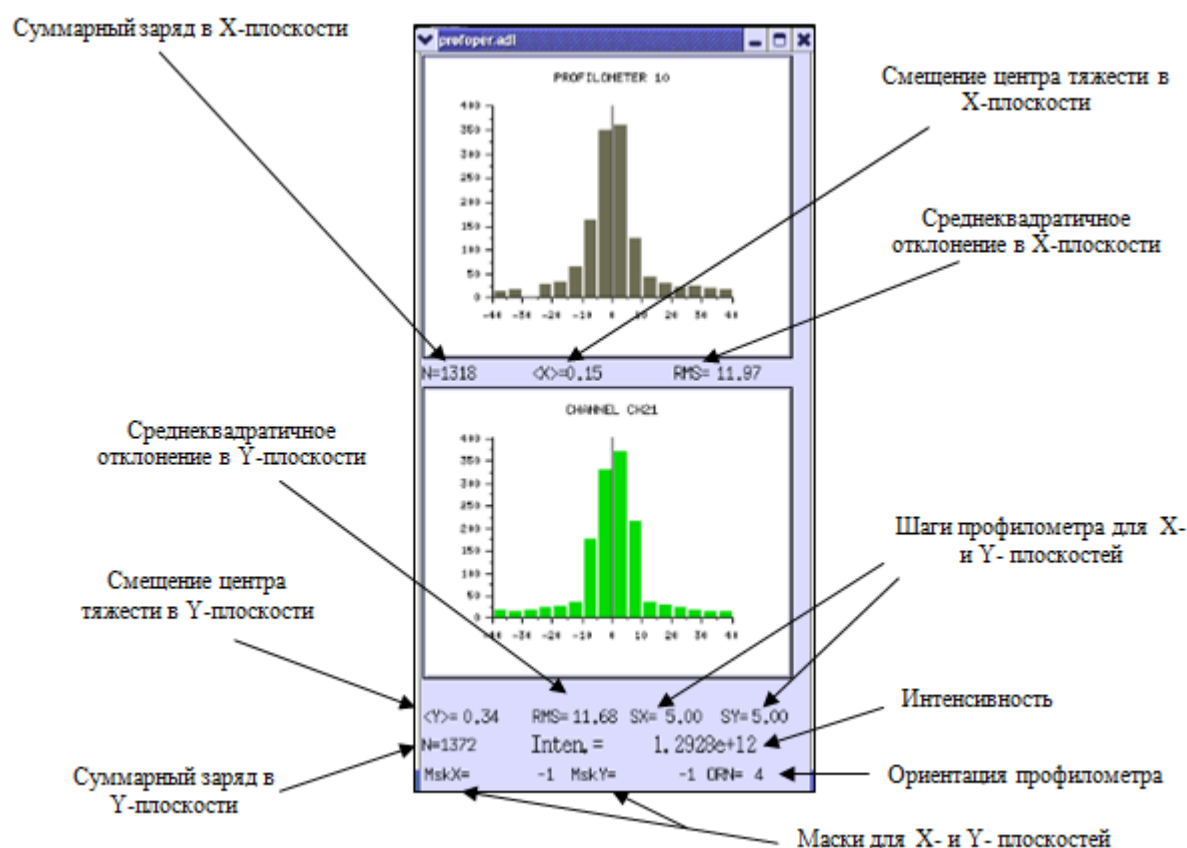 Суммарный заряд в X-плоскости
profoper.adl
PROFILOMETER 10
Смещение центра тяжести в
X-плоскости
400
350
300
250
200
150
100
50
0
-40 -30 -20 -10 0 10 20 30 40
Среднеквадратичное
отклонение в X-плоскости
N=1318 <X>=0.15 RMS= 11.97
CHANNEL CH21
400
350
300
250
200
150
100
50
0
-40 -30 -20 -10 0 10 20 30 40
Среднеквадратичное
отклонение в Y-плоскости
Шаги профилометра для X-
и Y- плоскостей
Смещение центра
тяжести в Y-плоскости
<Y>= 0.34 RMS= 11.68 SX= 5.00 SY= 5.00
Интенсивность
N=1372 Inten.= 1.2928e+12
Суммарный заряд в
Y-плоскости
MskX= -1 MskY= -1 ORN= 4
Ориентация профилометра
Маски для X- и Y- плоскостей